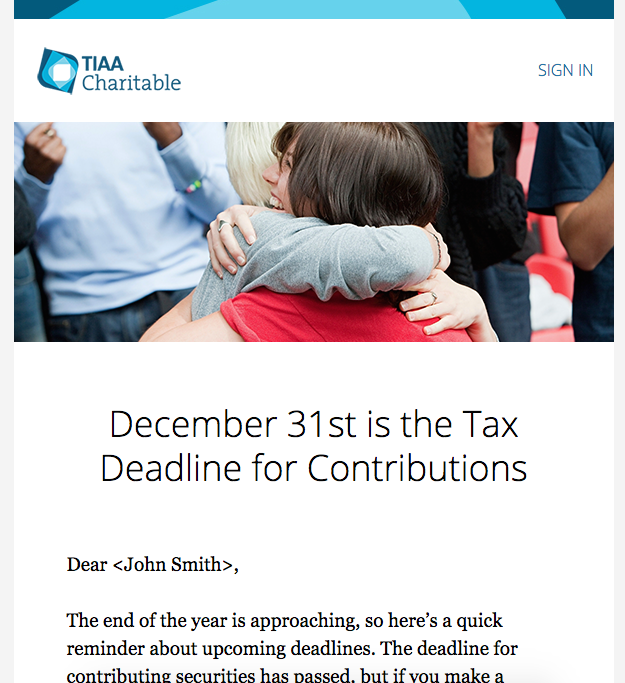 TIAA
Charitable
SIGN IN
December 31st is the Tax
Deadline for Contributions
Dear <John Smith>,
The end of the year is approaching, so here’s a quick
reminder about upcoming deadlines. The deadline for
contributing securities has passed, but if you make a